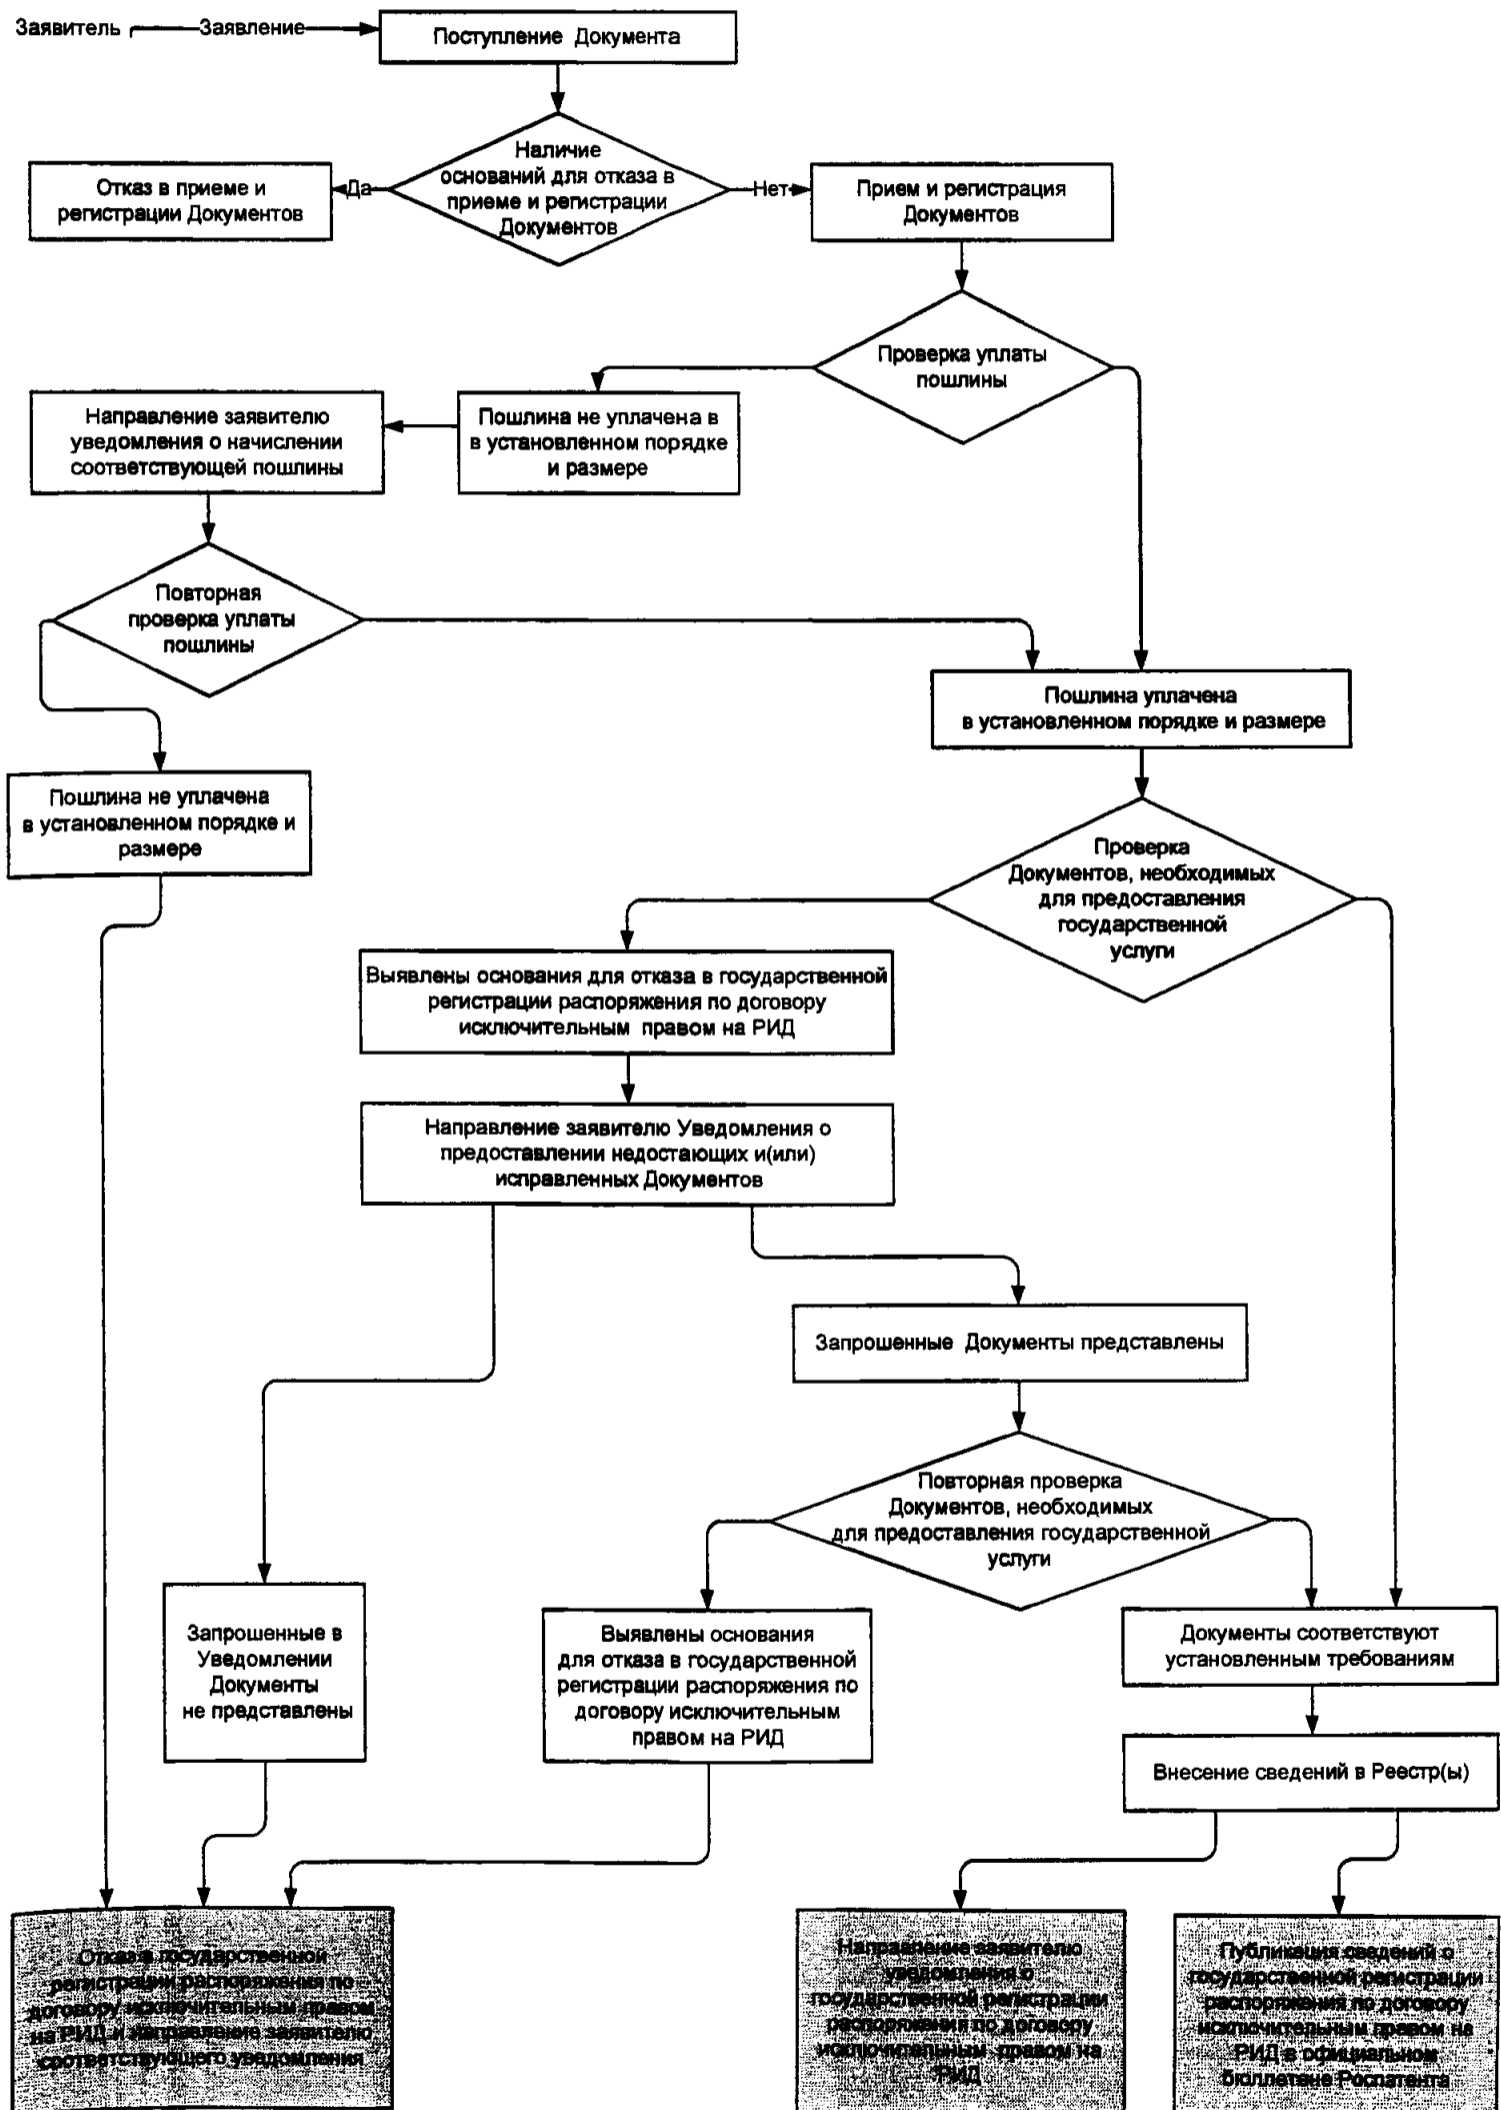 Заявитель
Заявление
Поступление Документа
Наличие
оснований для отказа в
приеме и регистрации
Документов
Да
Нет
Отказ в приеме и
регистрации Документов
Прием и регистрация
Документов
Проверка уплаты
пошлины
Пошлина не уплачена в
в установленном порядке
и размере
Направление заявителю
уведомления о начислении
соответствующей пошлины
Повторная
проверка уплаты
пошлины
Пошлина уплачена
в установленном порядке и размере
Пошлина не уплачена
в установленном порядке и
размере
Проверка
Документов, необходимых
для предоставления
государственной
услуги
Выявлены основания для отказа в государственной
регистрации распоряжения по договору
исключительным правом на РИД
Направление заявителю Уведомления о
предоставлении недостающих и(или)
исправленных Документов
Запрошенные Документы представлены
Повторная проверка
Документов, необходимых
для предоставления государственной
услуги
Запрошенные в
Уведомлении
Документы
не представлены
Выявлены основания
для отказа в государственной
регистрации распоряжения по
договору исключительным
правом на РИД
Документы соответствуют
установленным требованиям
Внесение сведений в Реестр(ы)
Отказ в государственной
регистрации распоряжения по
договору исключительным правом
на РИД и направление заявителю
соответствующего уведомления
Направление заявителю
уведомления о
государственной регистрации
распоряжения по договору
исключительным правом на
РИД
Публикация сведений о
государственной регистрации
распоряжения по договору
исключительным правом на
РИД в официальном
бюллетене Роспатента